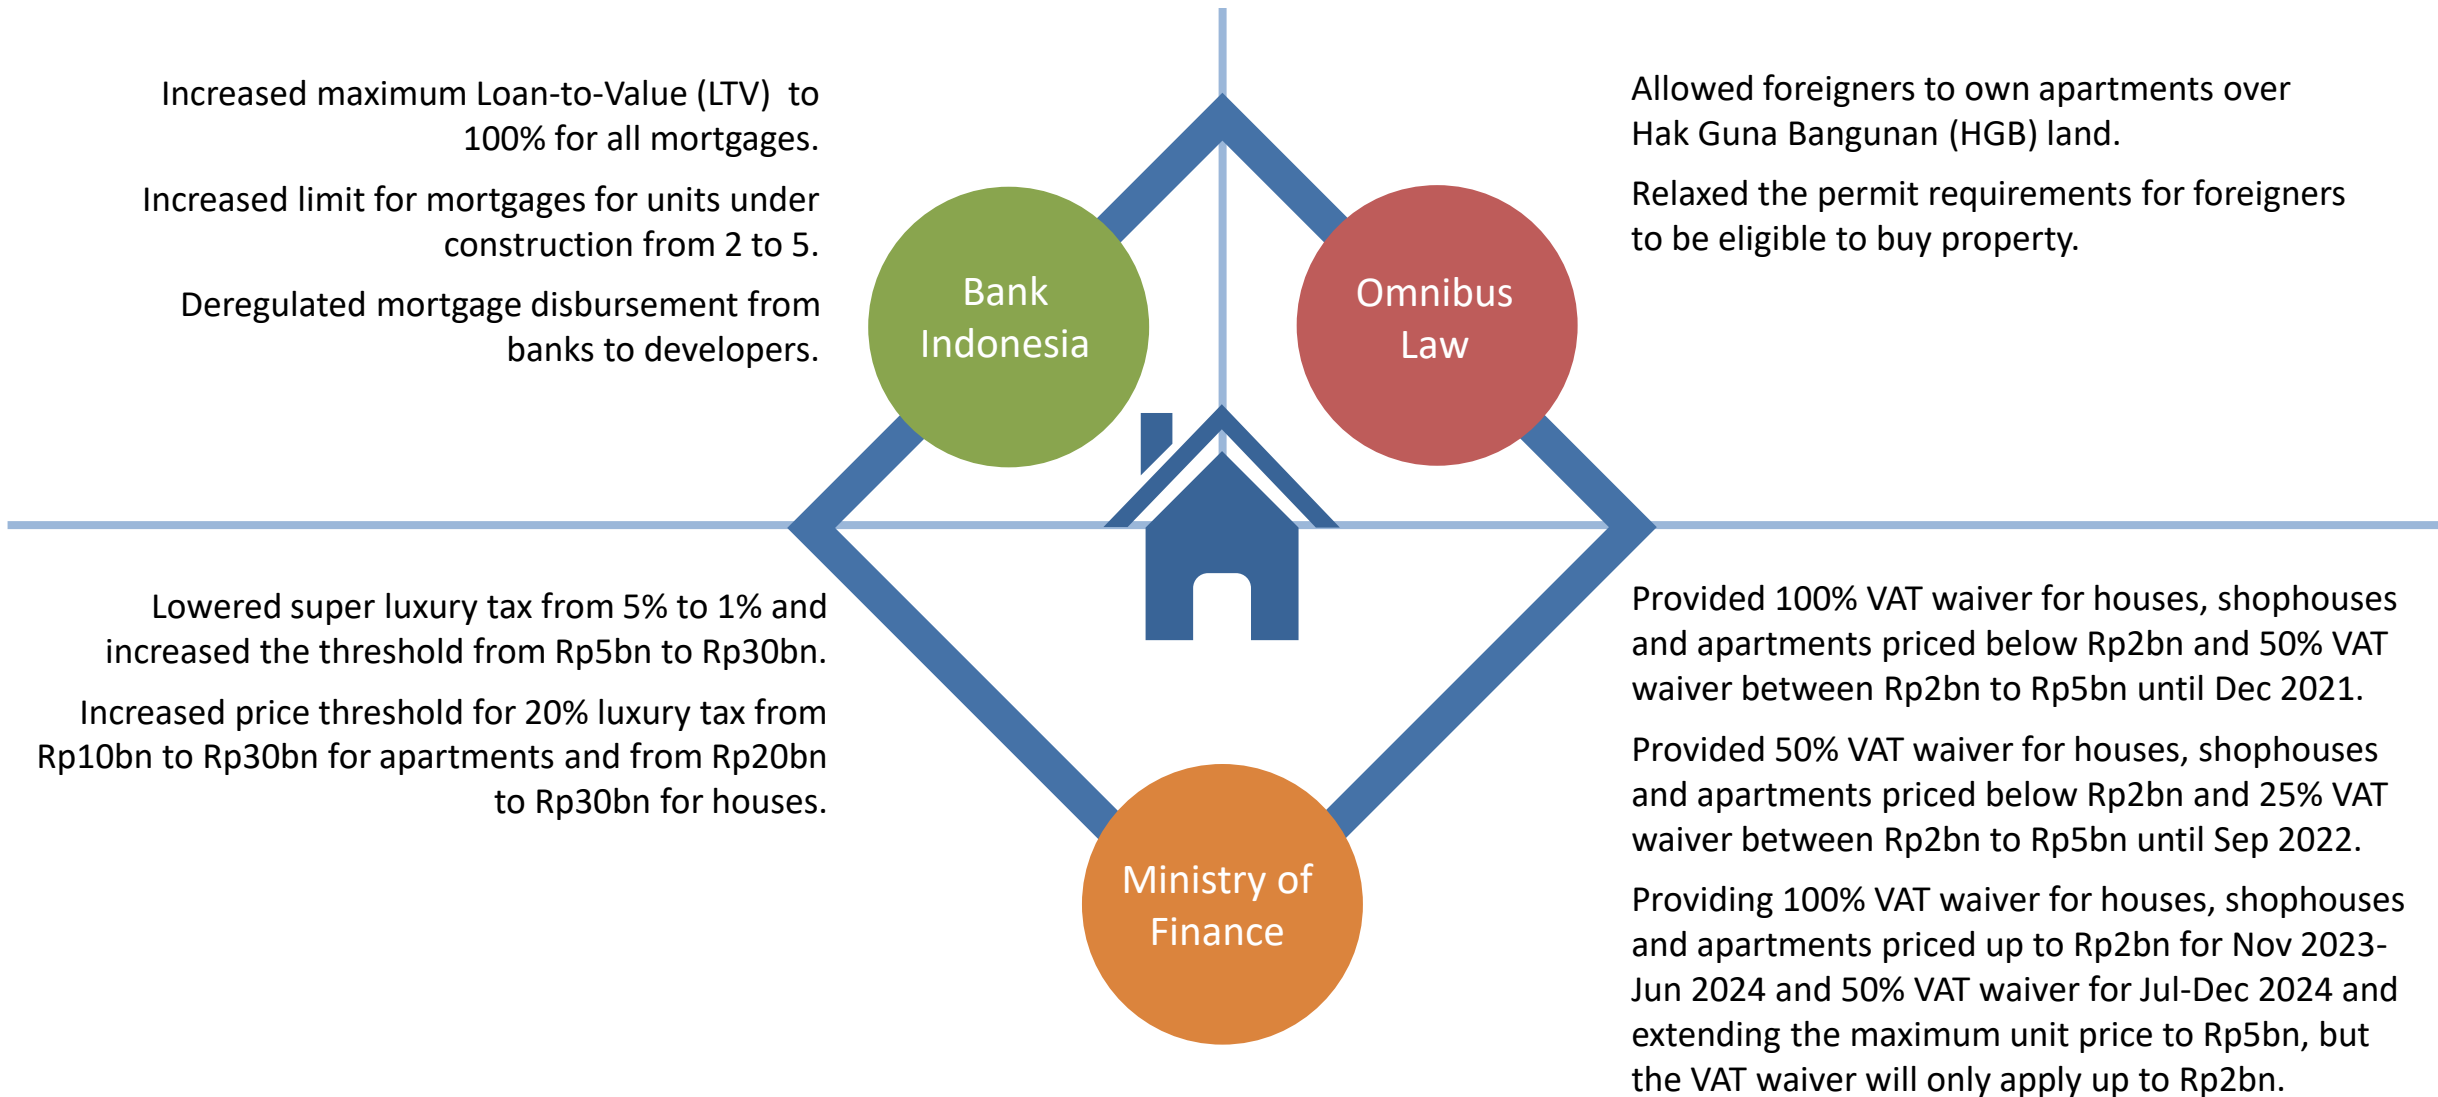 Increased maximum Loan-to-Value (LTV)  to
100% for all mortgages.
Increased limit for mortgages for units under
construction from 2 to 5.
Deregulated mortgage disbursement from
banks to developers.
Bank
Indonesia
Omnibus
Law
Allowed foreigners to own apartments over
Hak Guna Bangunan (HGB) land.
Relaxed the permit requirements for foreigners
to be eligible to buy property.
Lowered super luxury tax from 5% to 1% and
increased the threshold from Rp5bn to Rp30bn.
Increased price threshold for 20% luxury tax from
Rp10bn to Rp30bn for apartments and from Rp20bn
to Rp30bn for houses.
Ministry of
Finance
Provided 100% VAT waiver for houses, shophouses
and apartments priced below Rp2bn and 50% VAT
waiver between Rp2bn to Rp5bn until Dec 2021.
Provided 50% VAT waiver for houses, shophouses
and apartments priced below Rp2bn and 25% VAT
waiver between Rp2bn to Rp5bn until Sep 2022.
Providing 100% VAT waiver for houses, shophouses
and apartments priced up to Rp2bn for Nov 2023-
Jun 2024 and 50% VAT waiver for Jul-Dec 2024 and
extending the maximum unit price to Rp5bn, but
the VAT waiver will only apply up to Rp2bn.